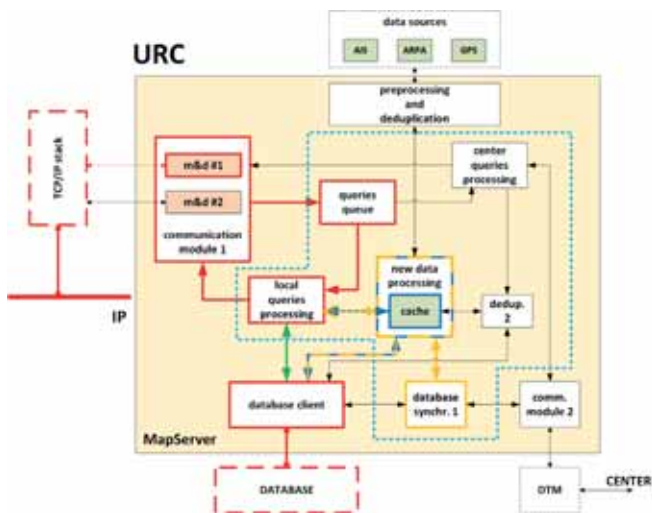 data sources
AIS
ARPA
GPS
URC
preprocessing
and
deduplication
TCP/IP stack
m&d #1
m&d #2
communication
module 1
queries
queue
center
queries
processing
local
queries
processing
new data
processing
cache
dedup.
2
IP
database client
database
synchr. 1
comm.
module 2
MapServer
DATABASE
DTM
CENTER